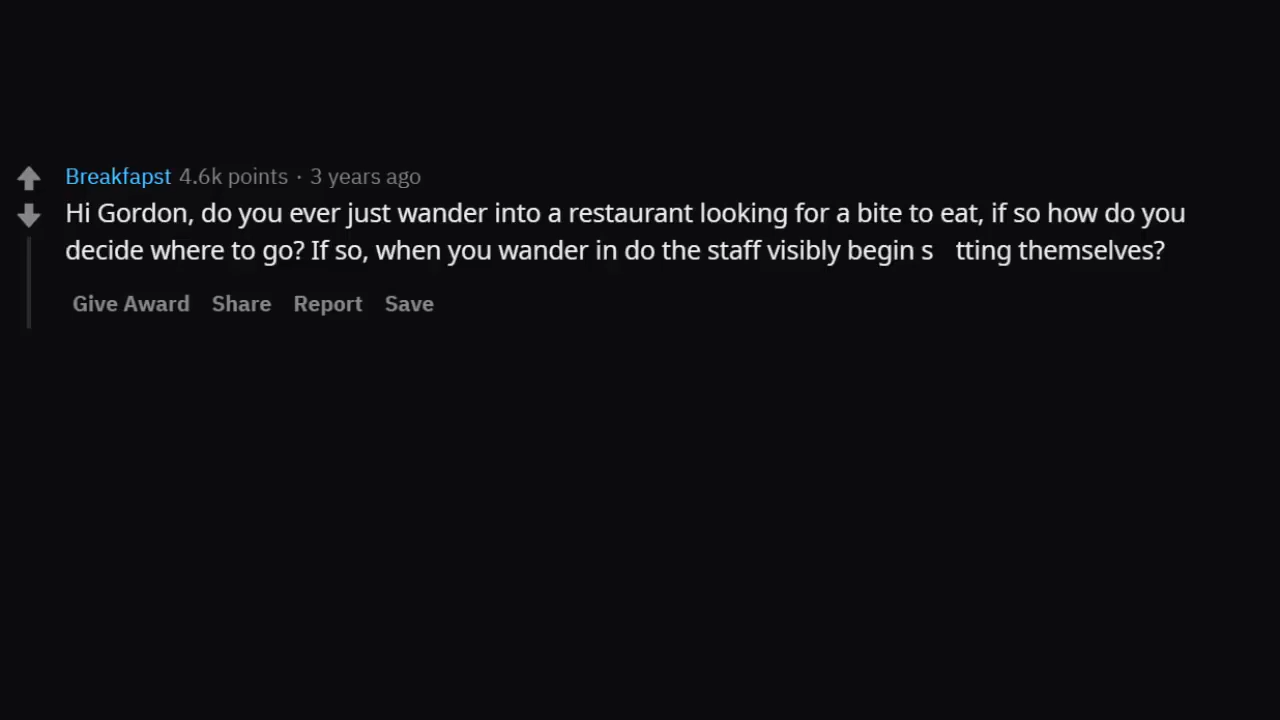 Breakfapst 4.6k points · 3 years ago
Hi Gordon, do you ever just wander into a restaurant looking for a bite to eat, if so how do you
decide where to go? If so, when you wander in do the staff visibly begin s tting themselves?
Give Award Share Report Save